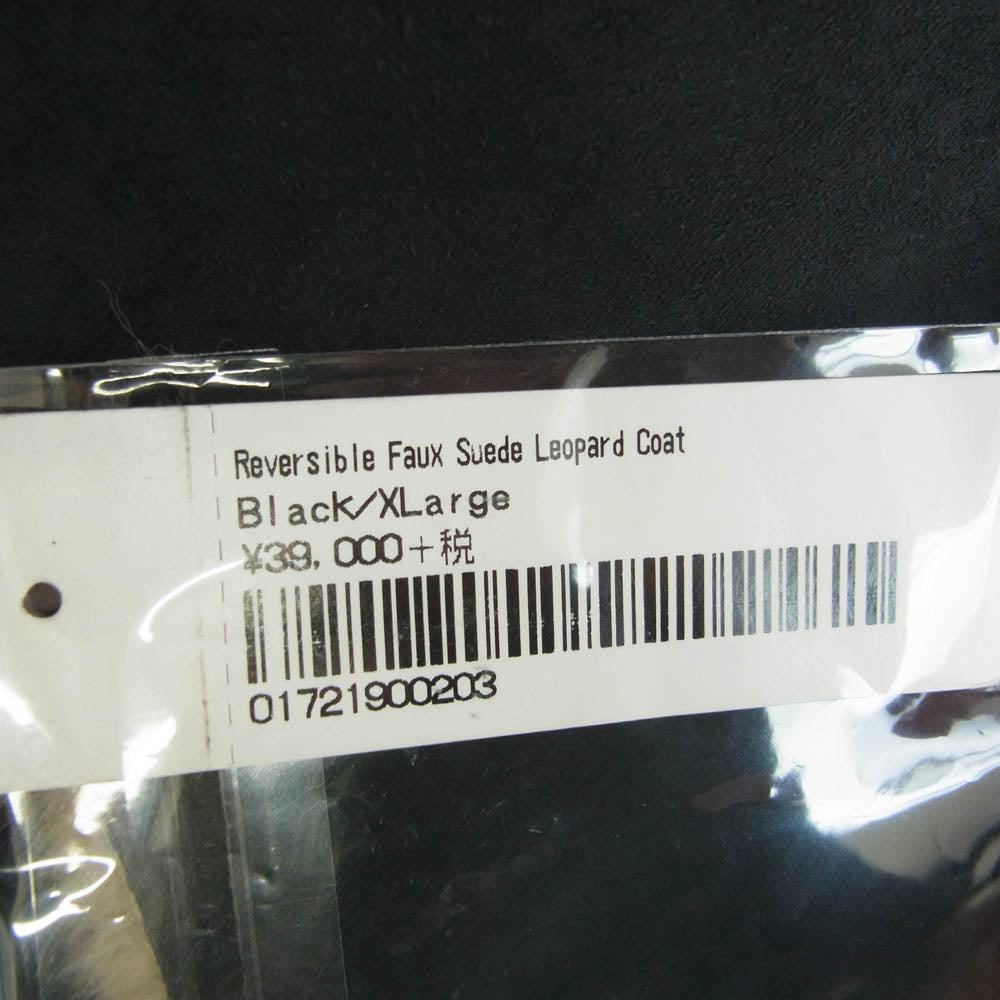 Reversible Faux Suede Leopard Coat
Black/XLarge
¥39,000+税
01721900203